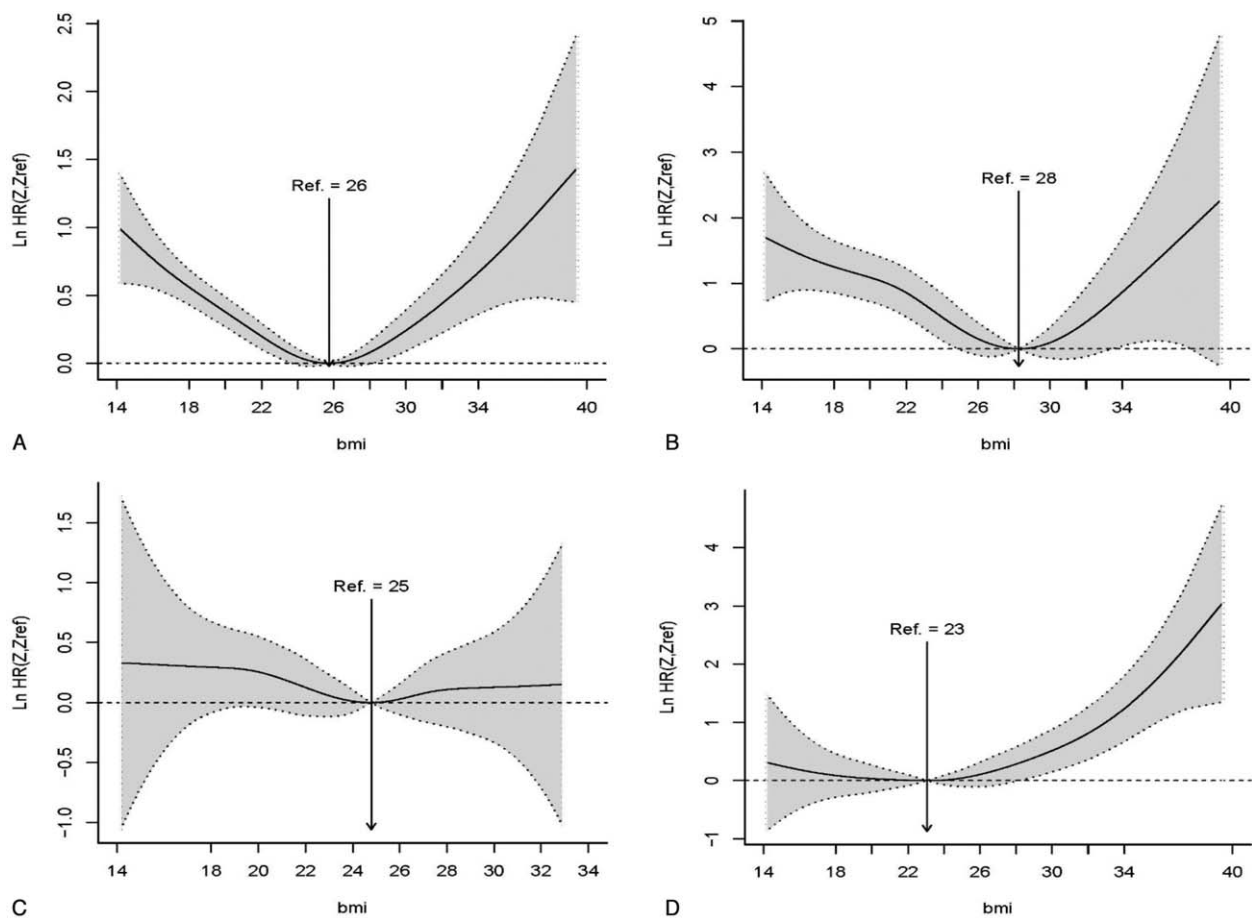 2.5
2.0
1.5
1.0
0.5
0.0
Ln HR(Z,Zref)
Ref. = 26
14 18 22 26 30 34 40
bmi
A
5
4
3
2
1
0
Ln HR(Z,Zref)
Ref. = 28
14 18 22 26 30 34 40
bmi
B
1.5
1.0
0.5
0.0
−0.5
−1.0
Ln HR(Z,Zref)
Ref. = 25
14 18 20 22 24 26 28 30 32 34
bmi
C
4
3
2
1
0
−1
Ln HR(Z,Zref)
Ref. = 23
14 18 22 26 30 34 40
bmi
D